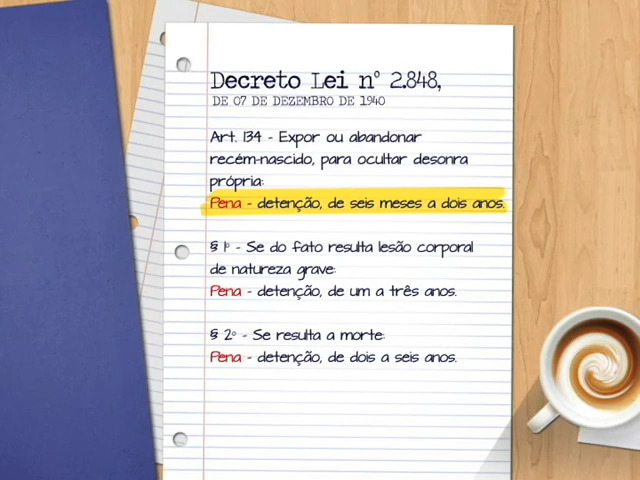 Decreto Lei nº 2.848,
DE 07 DE DEZEMBRO DE 1940
Art. 134 - Expor ou abandonar
recém-nascido, para ocultar desonra
própria:
Pena - detenção, de seis meses a dois anos.
§ 1º - Se do fato resulta lesão corporal
de natureza grave:
Pena - detenção, de um a três anos.
§ 2º - Se resulta a morte:
Pena - detenção, de dois a seis anos.